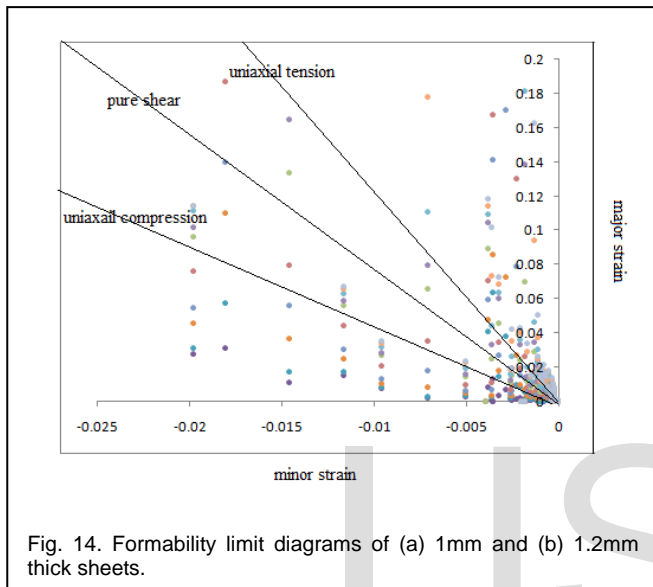 uniaxial tension
pure shear
uniaxail compression
0.2
0.18
0.16
0.14
0.12
0.1
0.08
0.06
0.04
0.02
0
major strain
-0.025
-0.02
-0.015
-0.01
-0.005
0
minor strain
Fig. 14. Formability limit diagrams of (a) 1mm and (b) 1.2mm
thick sheets.